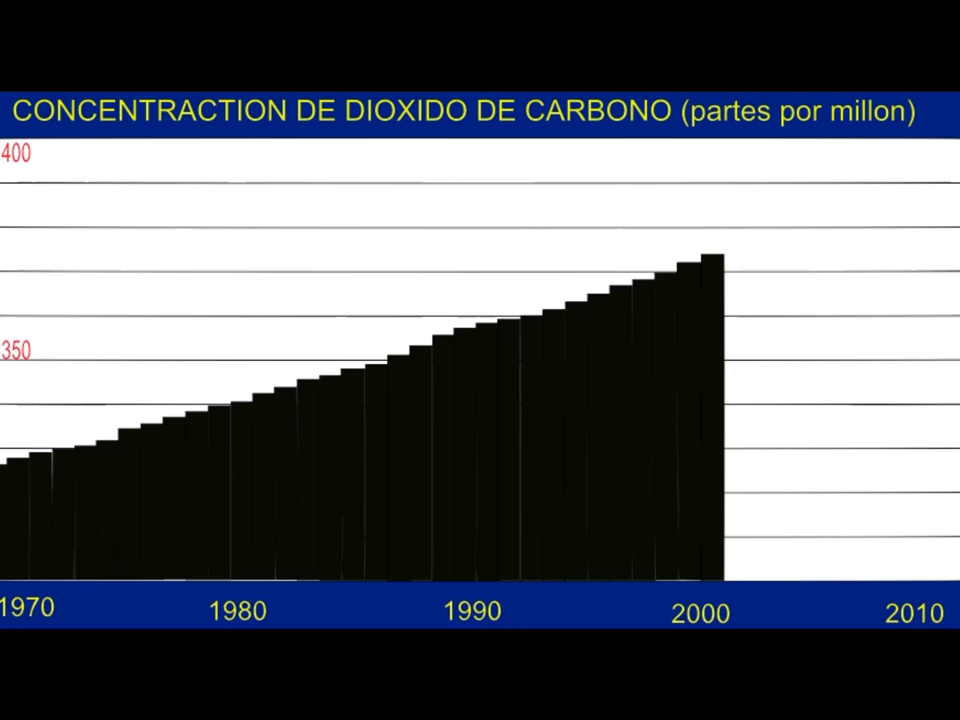 CONCENTRACTION DE DIOXIDO DE CARBONO (partes por millon)
400
350
1970 1980 1990 2000 2010